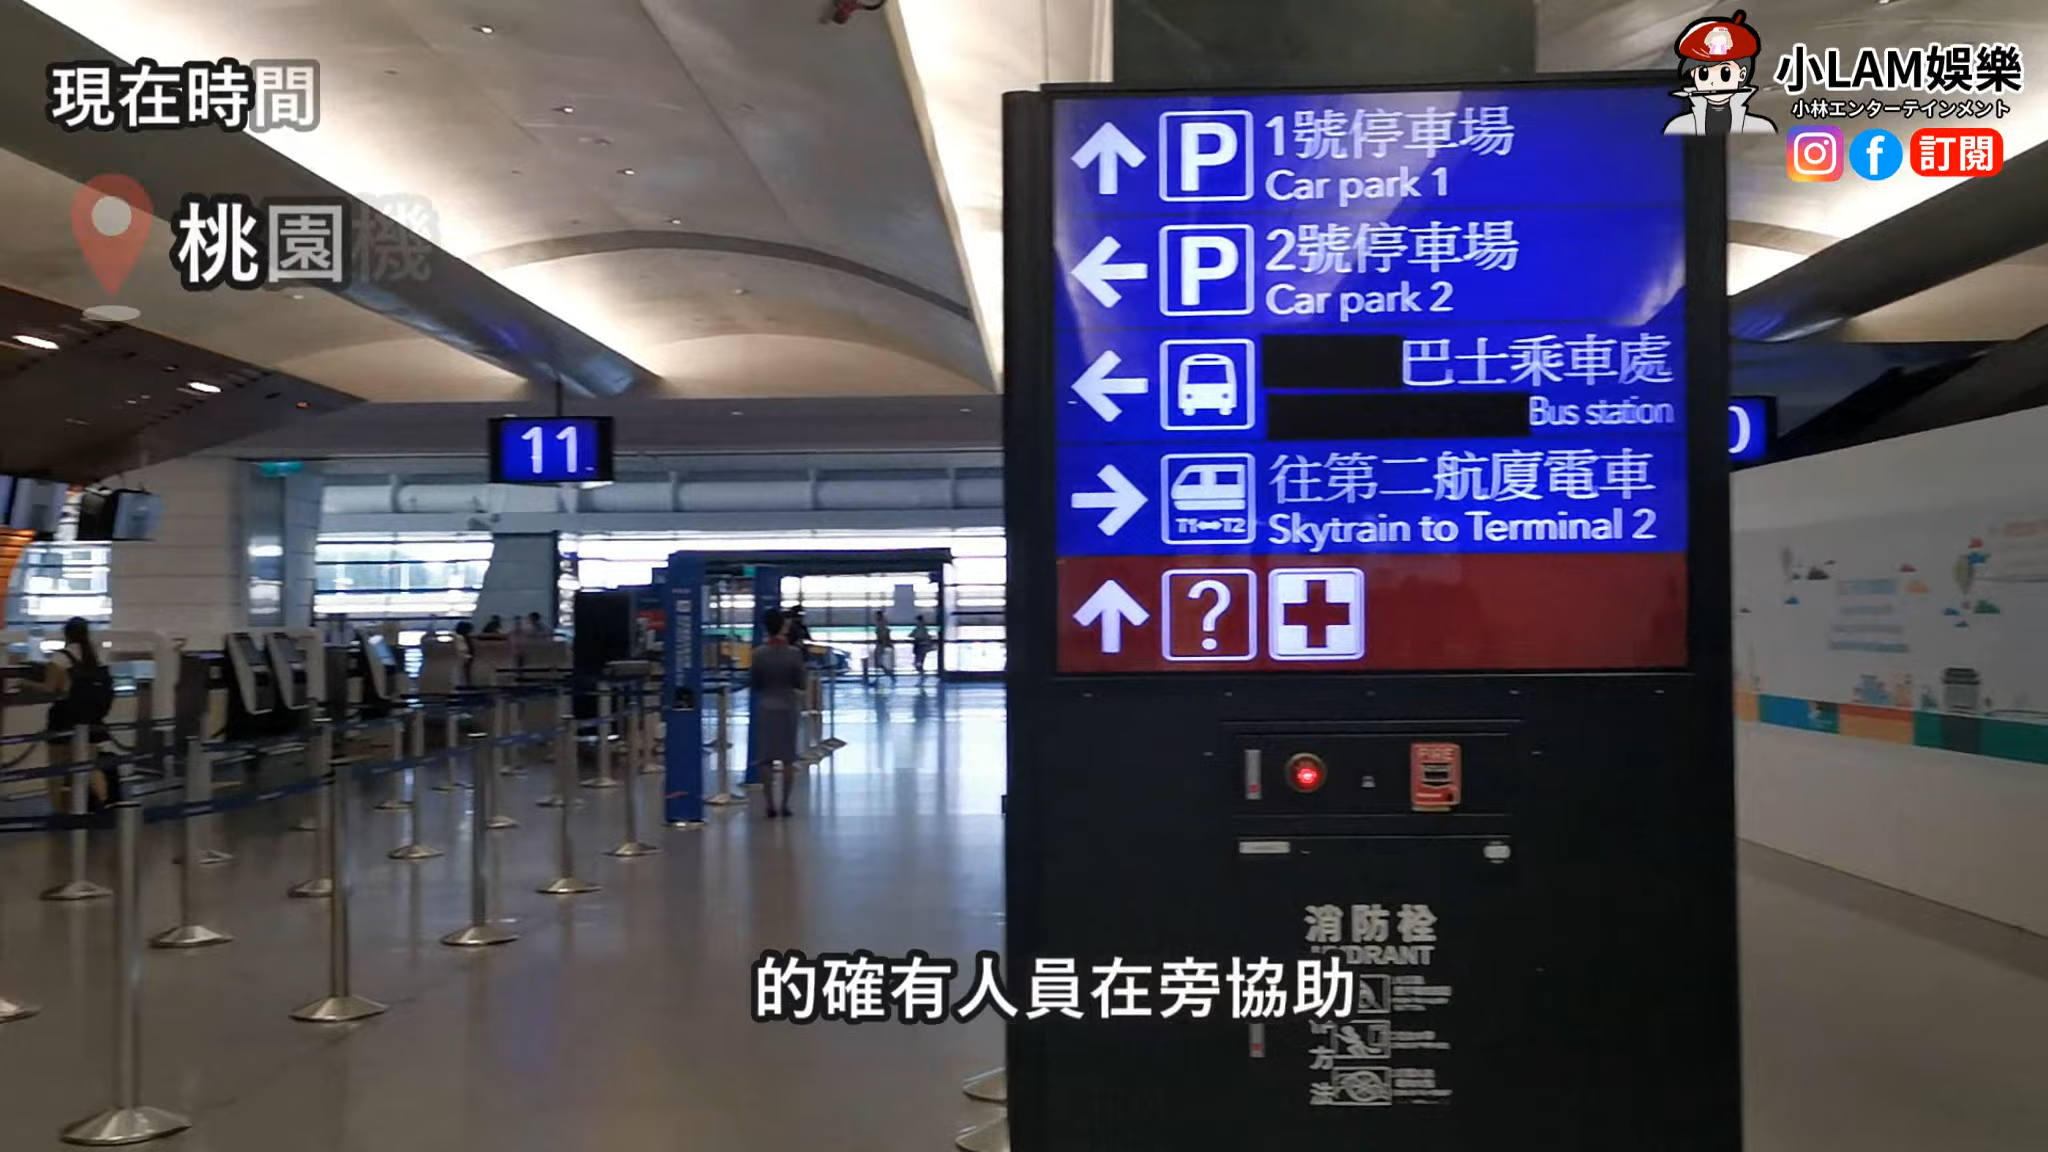 現在時間
桃園機
小LAM娛樂
小林エンターテインメント
訂閱
P 1號停車場
Car park 1
P 2號停車場
Car park 2
巴士乘車處
Bus station
往第二航廈電車
T1↔T2 Skytrain to Terminal 2
?
11
FIRE
消防栓
DRANT
的確有人員在旁協助
方
法